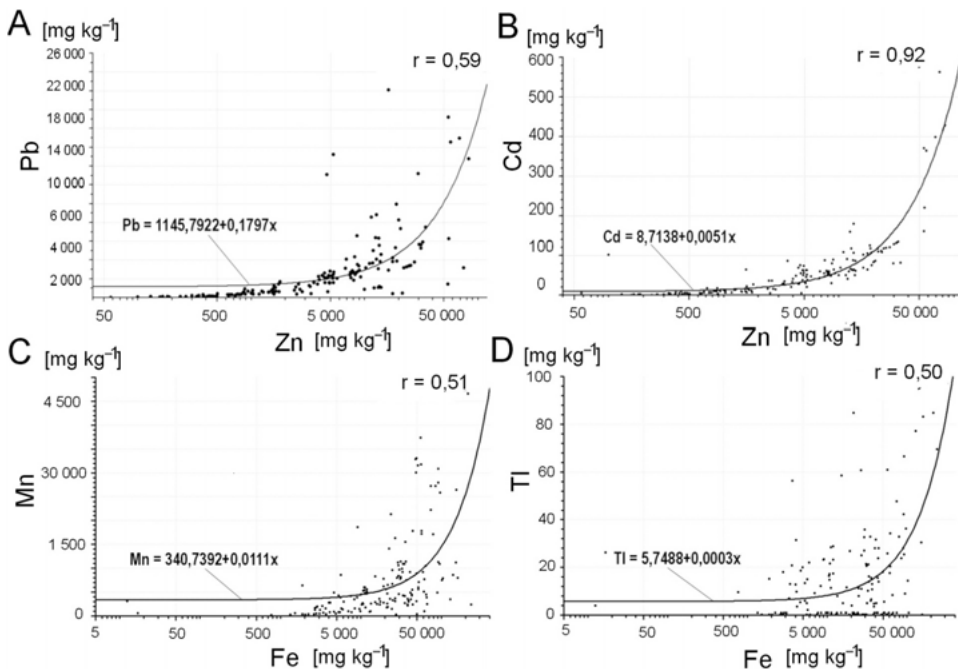 A
[mg kg⁻¹]
26 000
22 000
18 000
14 000
10 000
6 000
2 000
Pb
r = 0,59
Pb = 1145,7922+0,1797x
50
500
5 000
50 000
Zn [mg kg⁻¹]
B
[mg kg⁻¹]
600
500
400
300
200
100
0
Cd
r = 0,92
Cd = 8,7138+0,0051x
50
500
5 000
50 000
Zn [mg kg⁻¹]
C
[mg kg⁻¹]
4 500
30 000
1 500
0
Mn
r = 0,51
Mn = 340,7392+0,0111x
5
50
500
5 000
50 000
Fe [mg kg⁻¹]
D
[mg kg⁻¹]
100
80
60
40
20
0
Tl
r = 0,50
Tl = 5,7488+0,0003x
5
50
500
5 000
50 000
Fe [mg kg⁻¹]